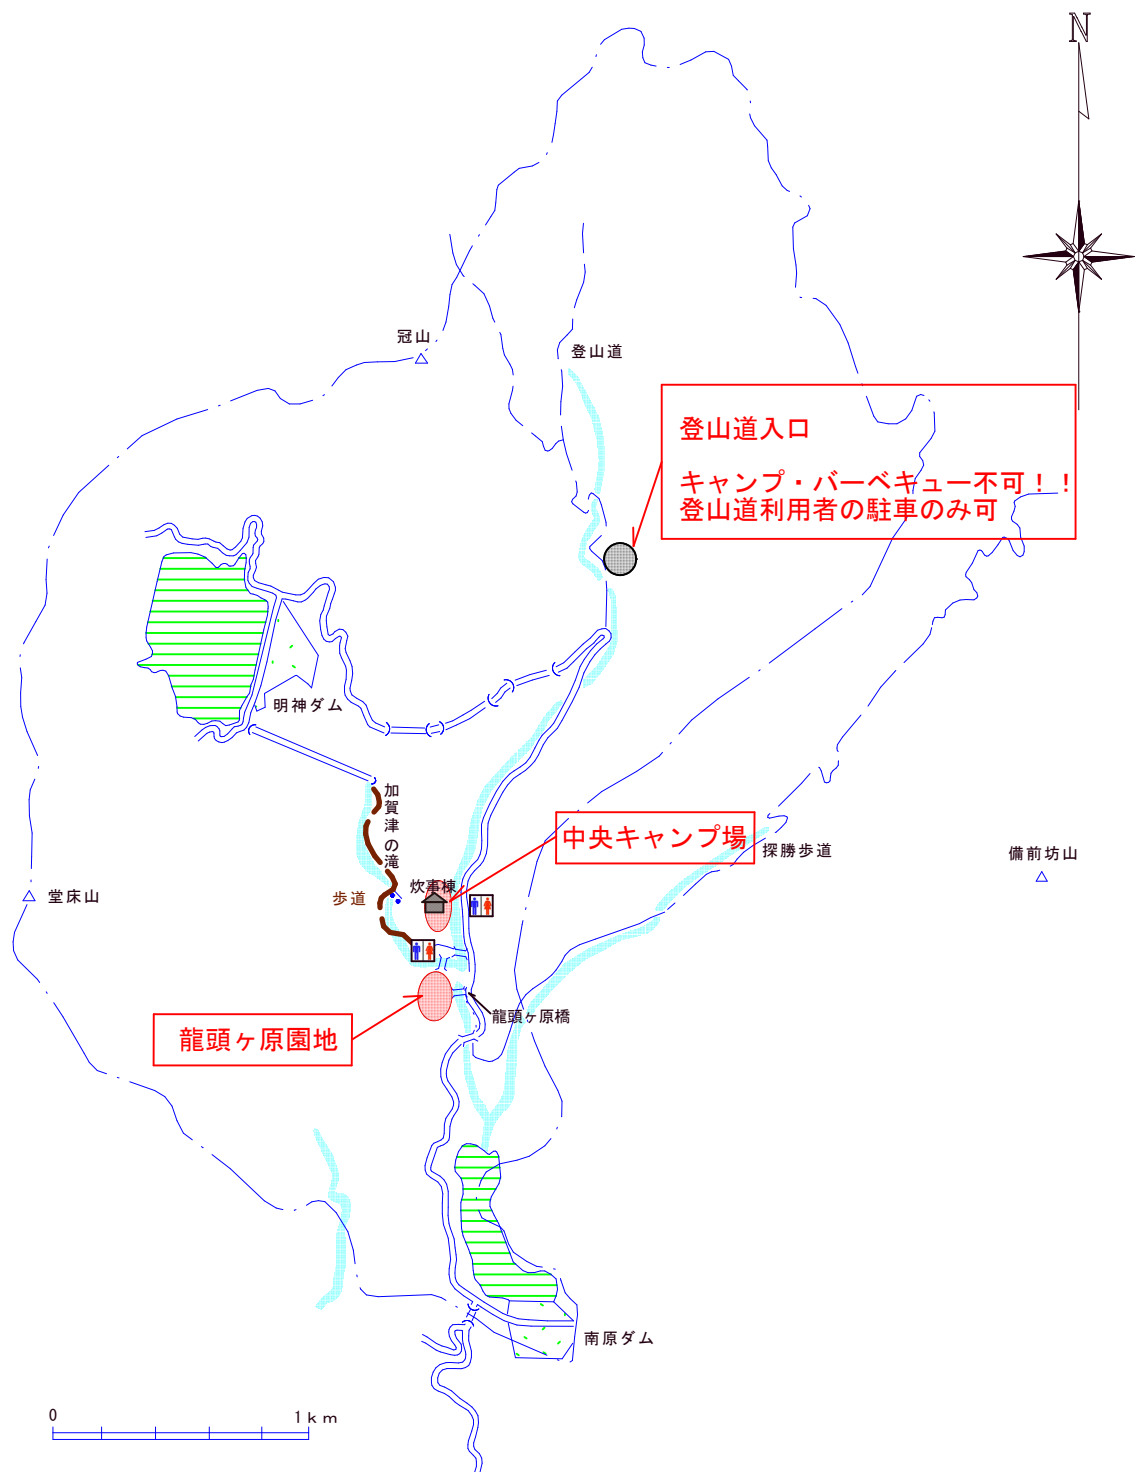 N
冠山
登山道
登山道入口
キャンプ・バーベキュー不可！！
登山道利用者の駐車のみ可
明神ダム
加賀津の滝
中央キャンプ場
探勝歩道
備前坊山
炊事棟
歩道
堂床山
龍頭ヶ原橋
龍頭ヶ原園地
南原ダム
0
1km